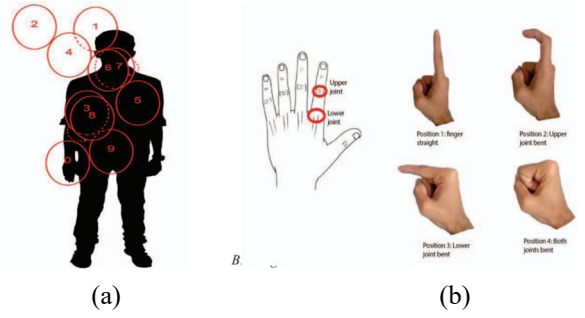 2
1
4
6
7
5
3
8
9
0
Upper
joint
Lower
joint
Position 1: finger
straight
Position 2: Upper
joint bent
Position 3: Lower
joint bent
Position 4: Both
joints bent
B.
(a)
(b)